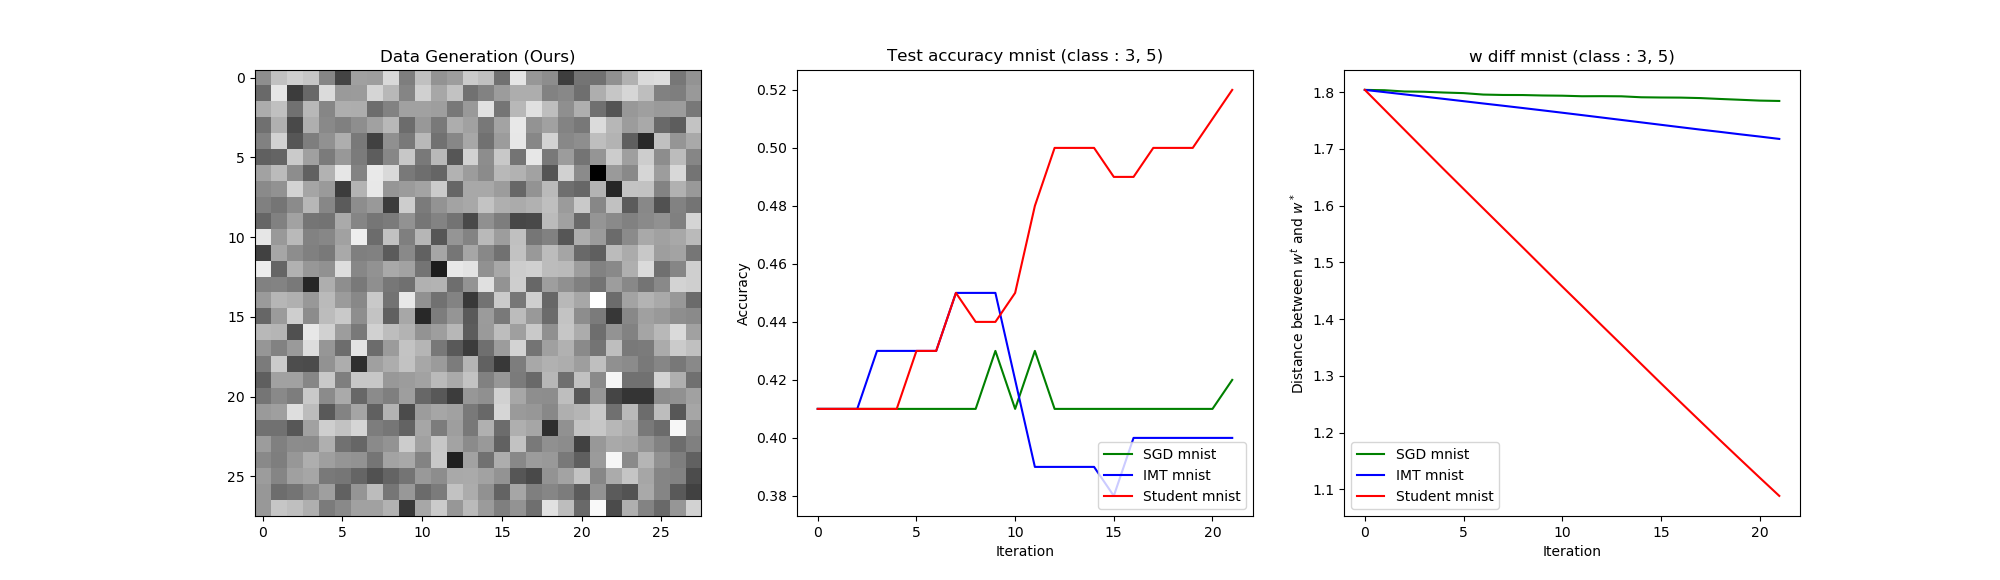 Data Generation (Ours)
0
5
10
15
20
25
0 5 10 15 20 25
Test accuracy mnist (class : 3, 5)
Accuracy
0.52
0.50
0.48
0.46
0.44
0.42
0.40
0.38
0 5 10 15 20
Iteration
SGD mnist
IMT mnist
Student mnist
w diff mnist (class : 3, 5)
Distance between w^t and w^*
1.8
1.7
1.6
1.5
1.4
1.3
1.2
1.1
0 5 10 15 20
Iteration
SGD mnist
IMT mnist
Student mnist